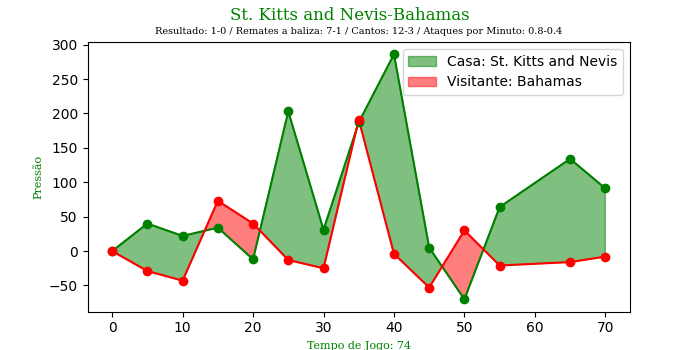 St. Kitts and Nevis-Bahamas
Resultado: 1-0 / Remates a baliza: 7-1 / Cantos: 12-3 / Ataques por Minuto: 0.8-0.4
Casa: St. Kitts and Nevis
Visitante: Bahamas
Pressão
300
250
200
150
100
50
0
−50
0 10 20 30 40 50 60 70
Tempo de Jogo: 74